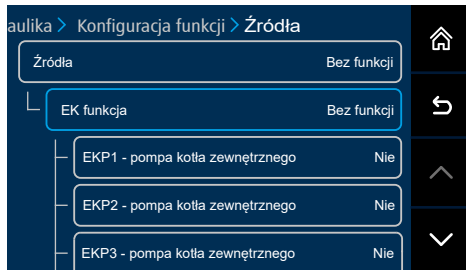 aulika > Konfiguracja funkcji > Źródła
Źródła Bez funkcji
EK funkcja Bez funkcji
EKP1 - pompa kotła zewnętrznego Nie
EKP2 - pompa kotła zewnętrznego Nie
EKP3 - pompa kotła zewnętrznego Nie